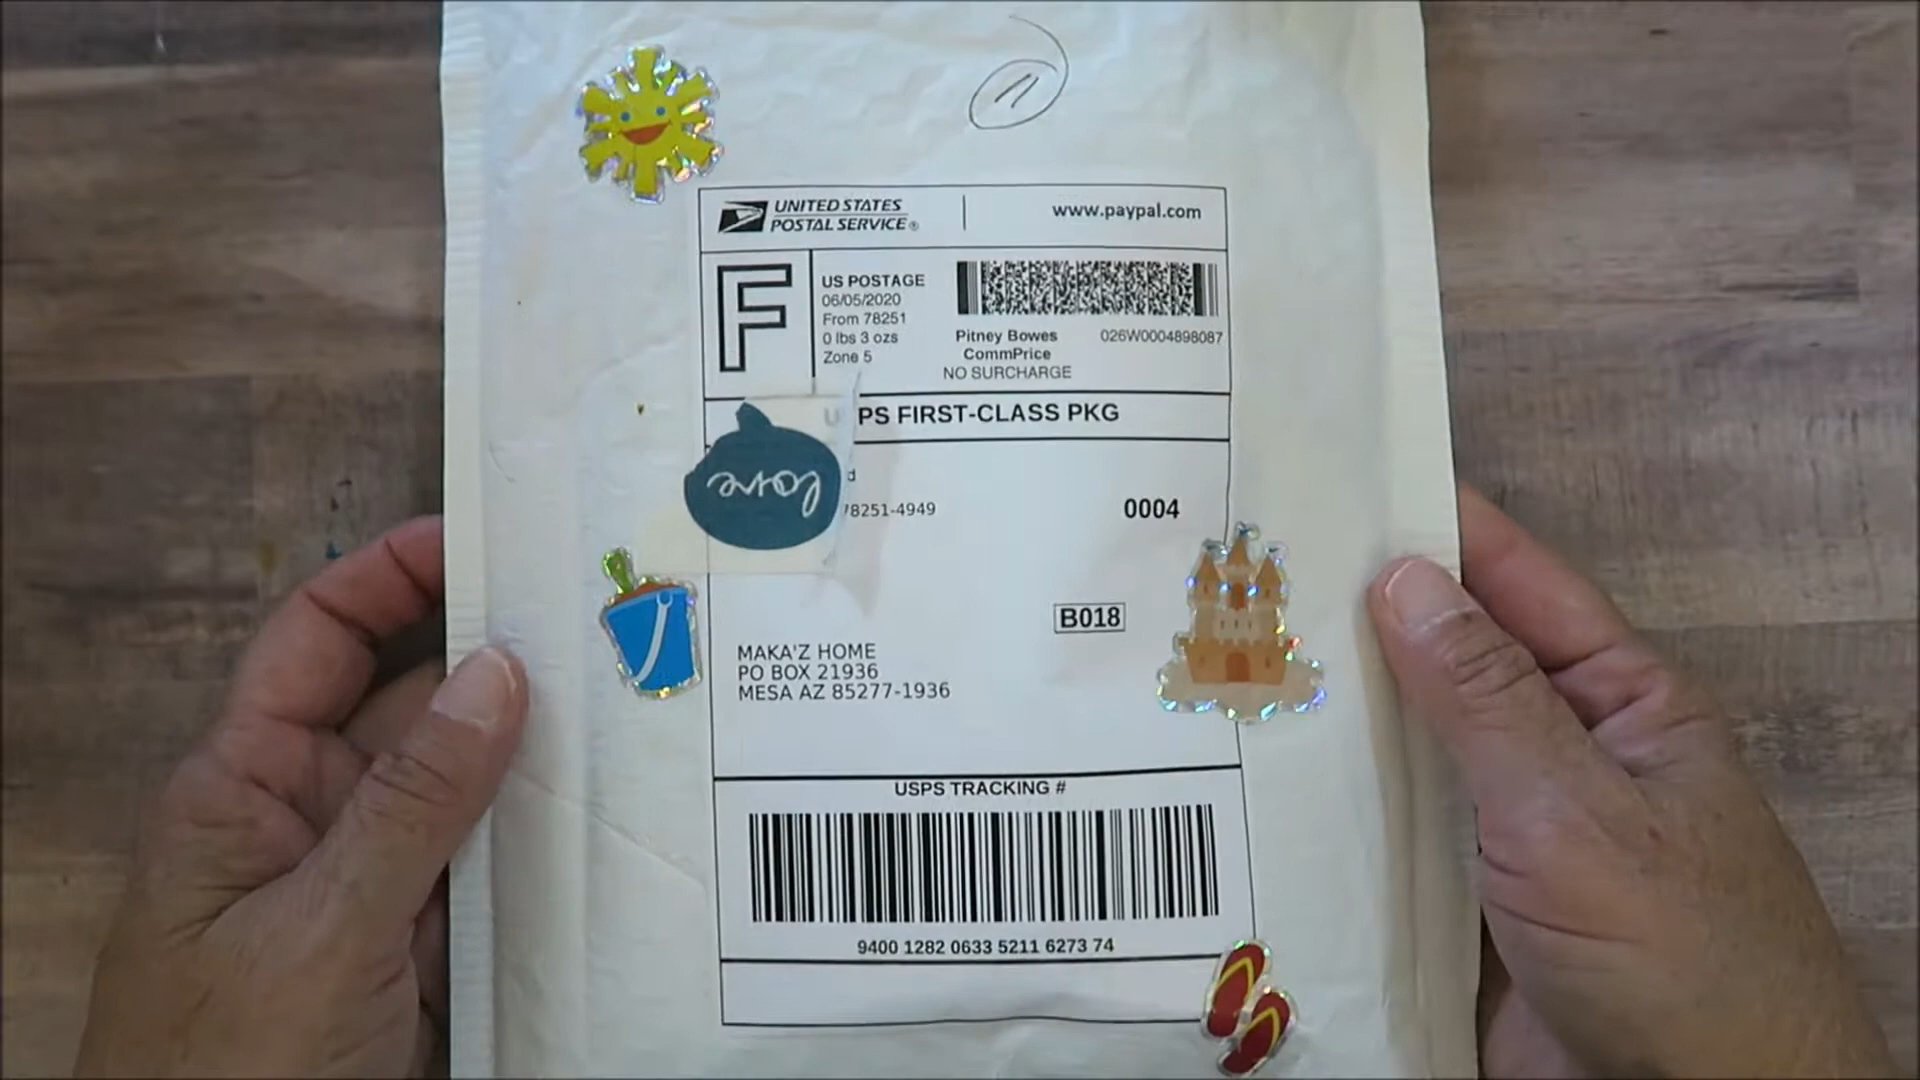 11
UNITED STATES
POSTAL SERVICE®
www.paypal.com
F
US POSTAGE
06/05/2020
From 78251
0 lbs 3 ozs
Zone 5
Pitney Bowes
CommPrice
NO SURCHARGE
026W0004898087
PS FIRST-CLASS PKG
love
78251-4949
0004
B018
MAKA'Z HOME
PO BOX 21936
MESA AZ 85277-1936
USPS TRACKING #
9400 1282 0633 5211 6273 74